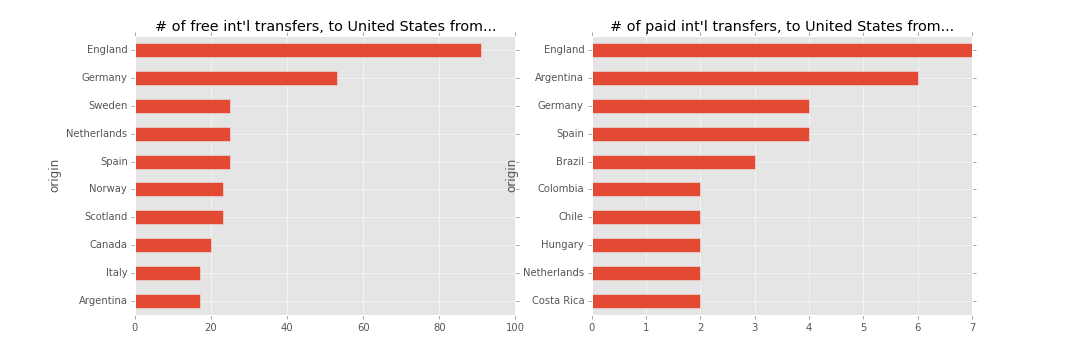 # of free int'l transfers, to United States from...
England
Germany
Sweden
Netherlands
Spain
Norway
Scotland
Canada
Italy
Argentina
origin
0 20 40 60 80 100
# of paid int'l transfers, to United States from...
England
Argentina
Germany
Spain
Brazil
Colombia
Chile
Hungary
Netherlands
Costa Rica
origin
0 1 2 3 4 5 6 7